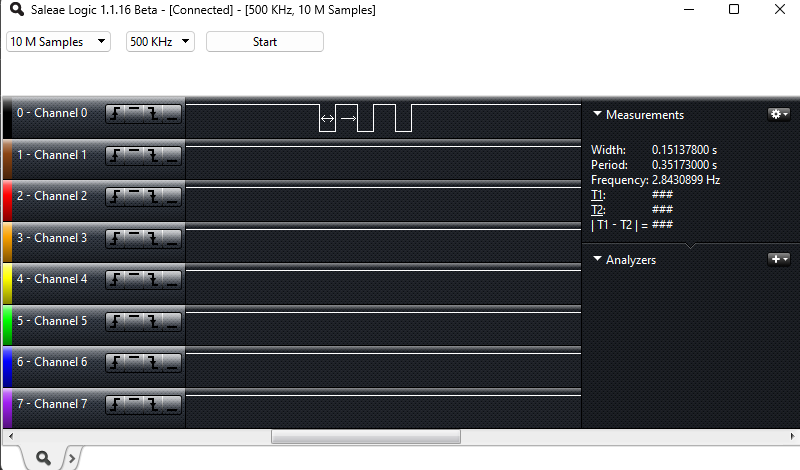 Saleae Logic 1.1.16 Beta - [Connected] - [500 KHz, 10 M Samples]
10 M Samples 500 KHz Start
0 - Channel 0
1 - Channel 1
2 - Channel 2
3 - Channel 3
4 - Channel 4
5 - Channel 5
6 - Channel 6
7 - Channel 7
Measurements
Width: 0.15137800 s
Period: 0.35173000 s
Frequency: 2.8430899 Hz
T1: ###
T2: ###
| T1 - T2 | = ###
Analyzers